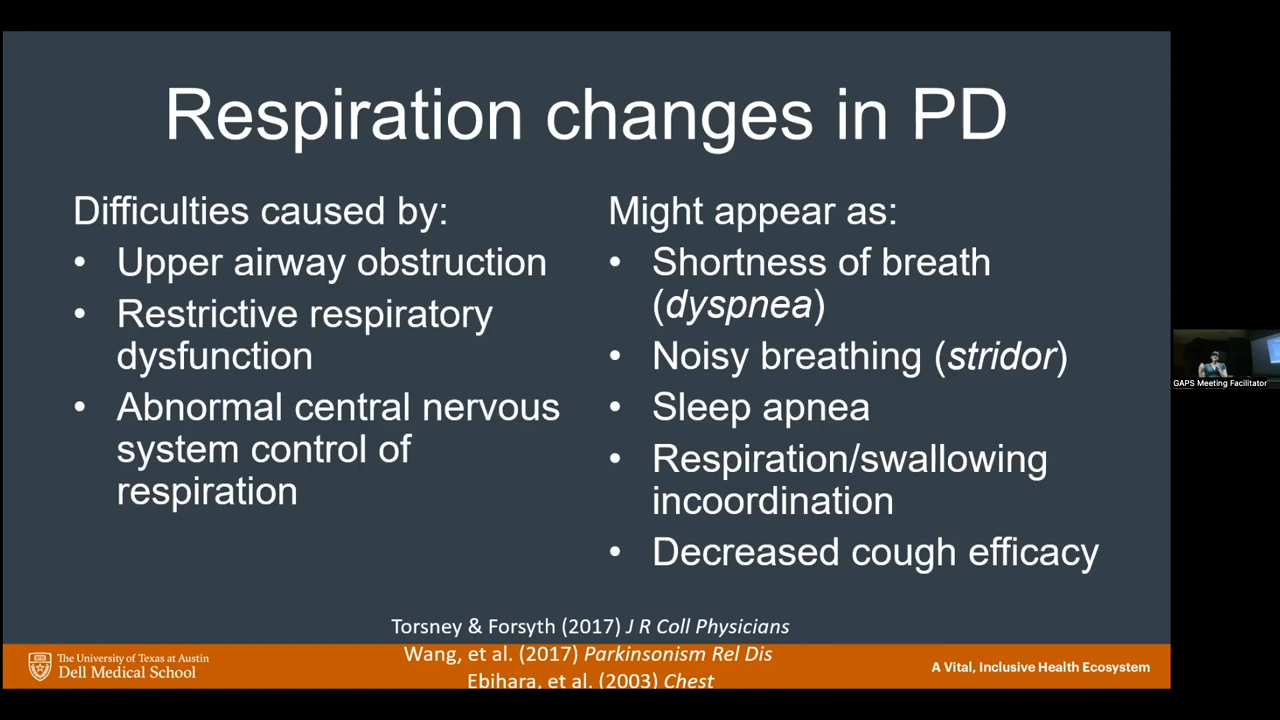 Respiration changes in PD
Difficulties caused by:
• Upper airway obstruction
• Restrictive respiratory
dysfunction
• Abnormal central nervous
system control of
respiration
Might appear as:
• Shortness of breath
(dyspnea)
• Noisy breathing (stridor)
• Sleep apnea
• Respiration/swallowing
incoordination
• Decreased cough efficacy
Torsney & Forsyth (2017) J R Coll Physicians
Wang, et al. (2017) Parkinsonism Rel Dis
Ebihara, et al. (2003) Chest
The University of Texas at Austin
Dell Medical School
A Vital, Inclusive Health Ecosystem
GAPS Meeting Facilitator